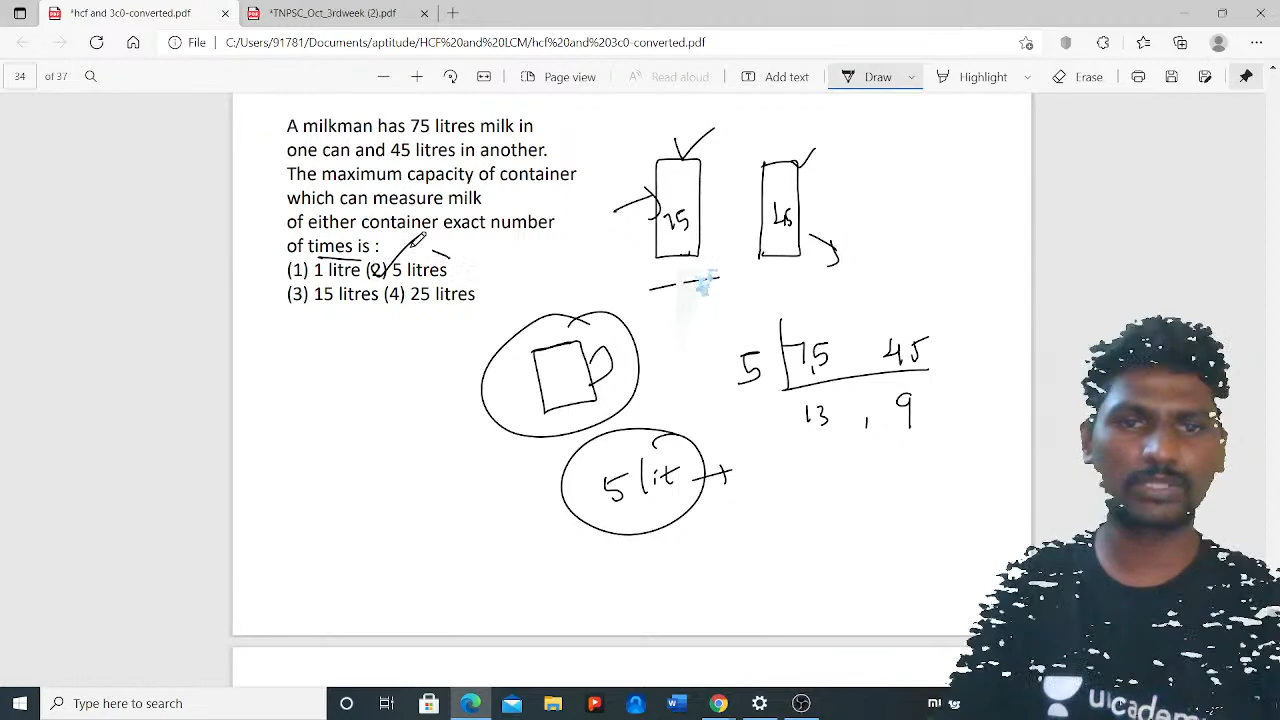 *hcf and 3c0-converted.pdf
*TNPSC_Oct_3rdweek (2).pdf
File C:/Users/91781/Documents/aptitude/HCF%20and%20LCM/hcf%20and%203c0-converted.pdf
34 of 37 Page view Read aloud Add text Draw Highlight Erase
A milkman has 75 litres milk in
one can and 45 litres in another.
The maximum capacity of container
which can measure milk
of either container exact number
of times is :
(1) 1 litre (2) 5 litres
(3) 15 litres (4) 25 litres
75 45
5 75 45
13 , 9
5 lit
Type here to search